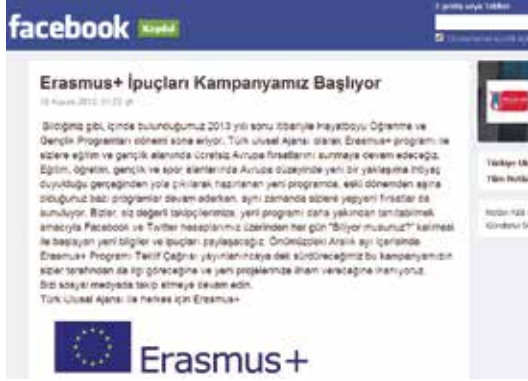 facebook Kaydol
Erasmus+ İpuçları Kampanyamız Başlıyor
Bildiğiniz gibi, içinde bulunduğumuz 2013 yılı sonu itibariyle Hayatboyu Öğrenme ve
Gençlik Programları dönemi sona eriyor. Türk Ulusal Ajansı olarak, Erasmus+ programı ile
sizlere eğitim ve gençlik alanında ücretsiz Avrupa fırsatlarını sunmaya devam edeceğiz.
Eğitim, öğretim, gençlik ve spor alanlarında Avrupa düzeyinde yeni bir yaklaşıma ihtiyaç
duyulduğu gerçeğinden yola çıkılarak hazırlanan yeni programda, eski dönemden aşina
olduğunuz bazı programlar devam ederken, aynı zamanda sizlere yepyeni fırsatlar da
sunuluyor. Bizler, siz değerli takipçilerimize, yeni programı daha yakından tanıtabilmek
amacıyla Facebook ve Twitter hesaplarımız üzerinden her gün "Biliyor musunuz?" kelimesi
ile başlayan yeni bilgiler ve ipuçları paylaşacağız. Önümüzdeki Aralık ayı içerisinde
Erasmus+ Programı Teklif Çağrısı yayınlanıncaya dek sürdüreceğimiz bu kampanyamızın
sizler tarafından da ilgi göreceğine ve yeni projelerinize ilham vereceğine inanıyoruz.
Bizi sosyal medyada takip etmeye devam edin.
Türk Ulusal Ajansı ile herkes için Erasmus+
Erasmus+